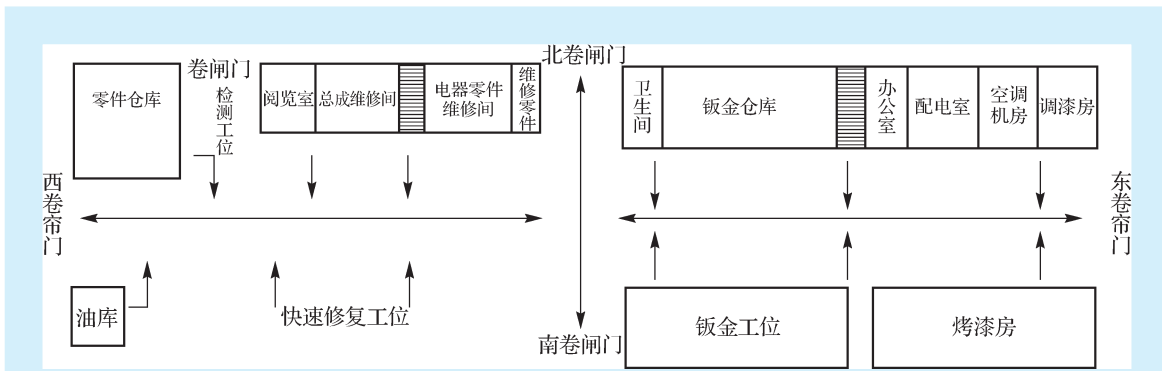 北卷闸门
卷闸门
零件仓库
检测工位
阅览室
总成维修间
电器零件
维修间
维修零件
卫生间
钣金仓库
办公室
配电室
空调
机房
调漆房
西卷帘门
东卷帘门
油库
快速修复工位
南卷闸门
钣金工位
烤漆房